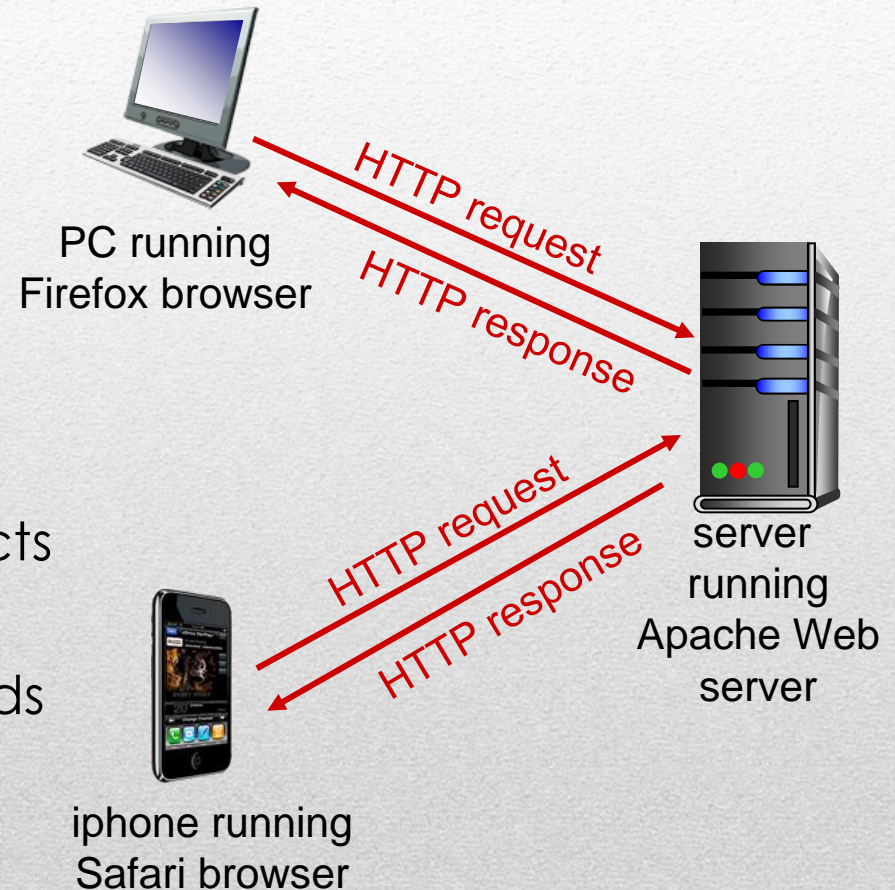 HTTP request
HTTP response
PC running
Firefox browser
cts
ds
HTTP request
HTTP response
server
running
Apache Web
server
iphone running
Safari browser